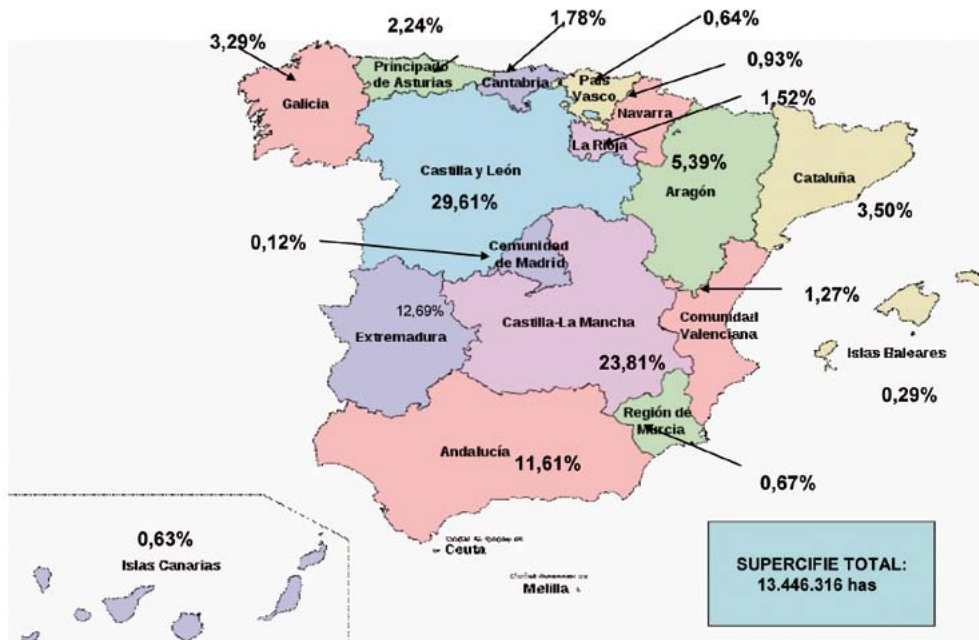 2,24%
1,78%
0,64%
3,29%
0,93%
Principado
de Asturias
Cantabria
País
Vasco
Galicia
Navarra
1,52%
La Rioja
5,39%
Castilla y León
Aragón
Cataluña
29,61%
3,50%
0,12%
Comunidad
de Madrid
1,27%
12,69%
Castilla-La Mancha
Comunidad
Valenciana
Extremadura
Islas Baleares
23,81%
0,29%
Región de
Murcia
Andalucía
11,61%
0,67%
0,63%
Islas Canarias
Ceuta
Melilla
SUPERCIFIE TOTAL:
13.446.316 has